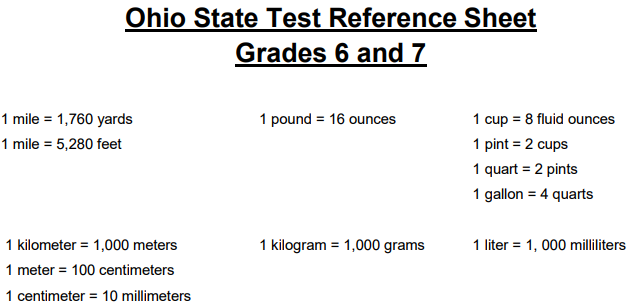 Ohio State Test Reference Sheet
Grades 6 and 7
1 mile = 1,760 yards
1 mile = 5,280 feet
1 pound = 16 ounces
1 cup = 8 fluid ounces
1 pint = 2 cups
1 quart = 2 pints
1 gallon = 4 quarts
1 kilometer = 1,000 meters
1 meter = 100 centimeters
1 centimeter = 10 millimeters
1 kilogram = 1,000 grams
1 liter = 1, 000 milliliters